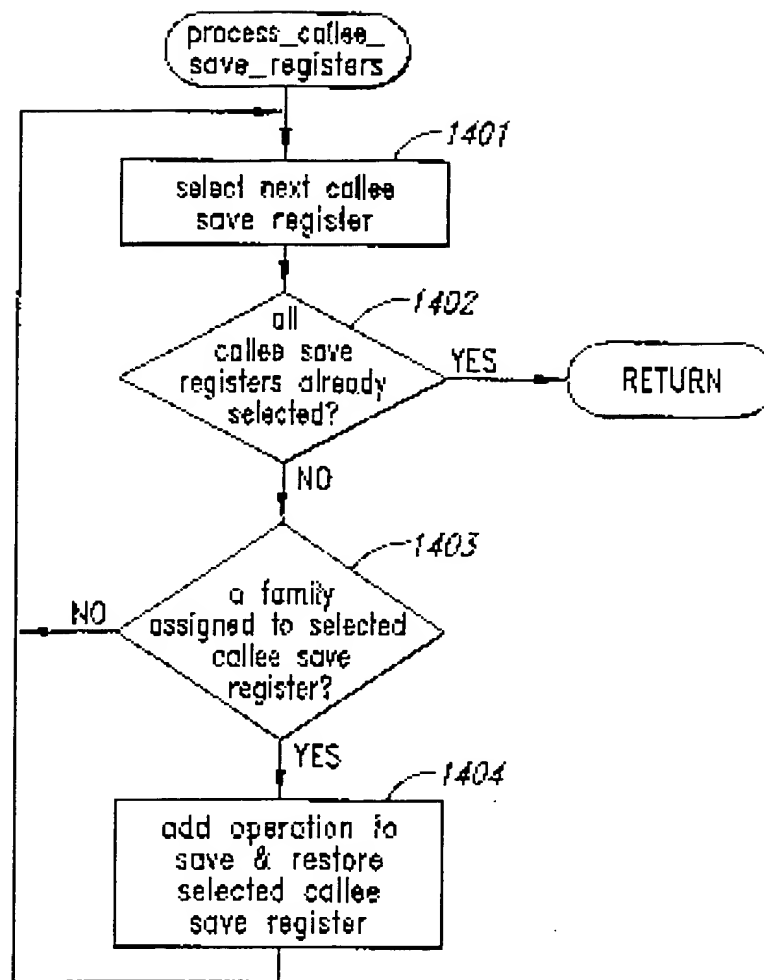 process_callee_
save_registers
1401
select next callee
save register
1402
all
callee save
registers already
selected?
YES
RETURN
NO
1403
a family
assigned to selected
callee save
register?
NO
YES
1404
add operation to
save & restore
selected callee
save register